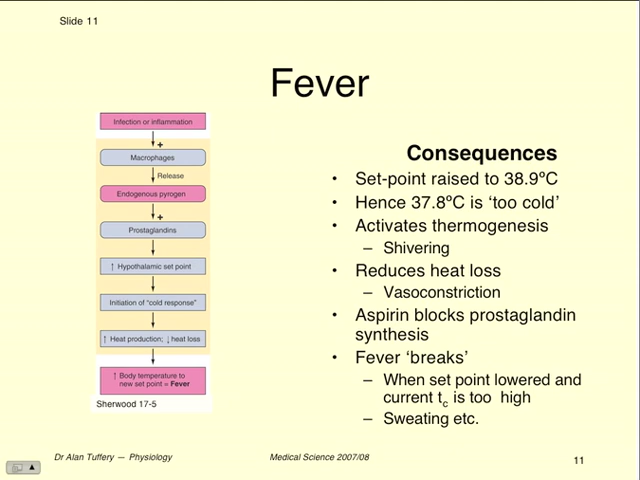 Slide 11
Fever
Infection or inflammation
+
Macrophages
Release
Endogenous pyrogen
+
Prostaglandins
↑ Hypothalamic set point
Initiation of "cold response"
↑ Heat production; ↓ heat loss
↑ Body temperature to
new set point = Fever
Sherwood 17-5
Consequences
• Set-point raised to 38.9ºC
• Hence 37.8ºC is ‘too cold’
• Activates thermogenesis
– Shivering
• Reduces heat loss
– Vasoconstriction
• Aspirin blocks prostaglandin
synthesis
• Fever ‘breaks’
– When set point lowered and
current tc is too high
– Sweating etc.
Dr Alan Tuffery — Physiology
Medical Science 2007/08
11